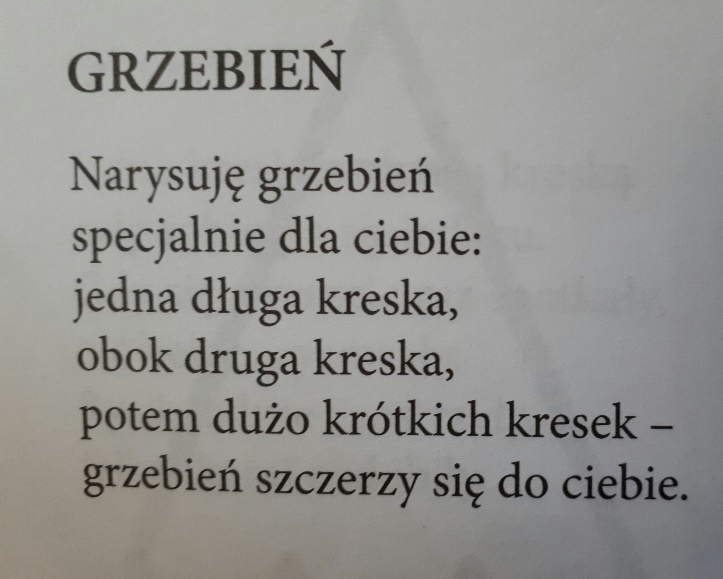 GRZEBIEŃ
Narysuję grzebień
specjalnie dla ciebie:
jedna długa kreska,
obok druga kreska,
potem dużo krótkich kresek –
grzebień szczerzy się do ciebie.